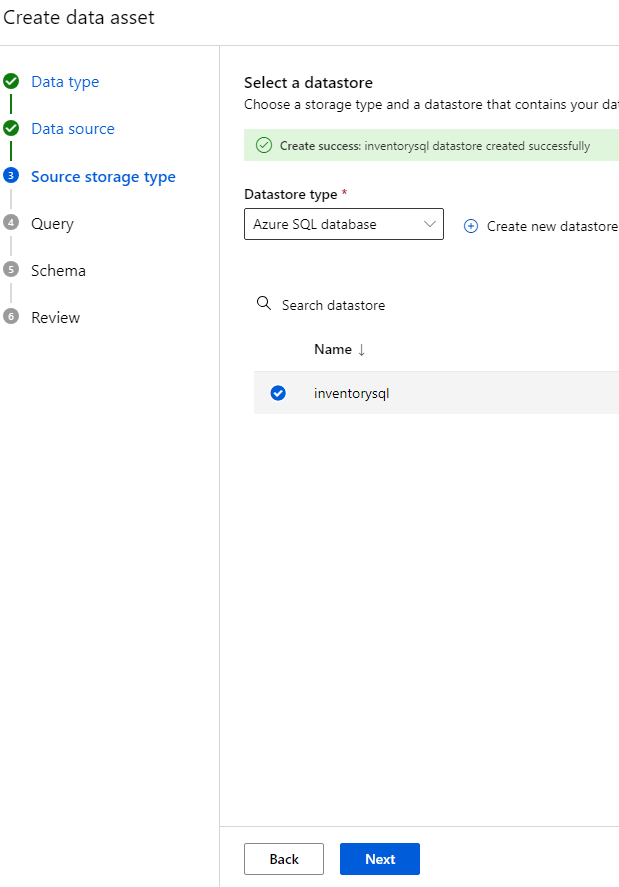 Create data asset
Data type
Data source
3 Source storage type
4 Query
5 Schema
6 Review
Select a datastore
Choose a storage type and a datastore that contains your da
Create success: inventorysql datastore created successfully
Datastore type *
Azure SQL database
Create new datastore
Search datastore
Name ↓
inventorysql
Back
Next